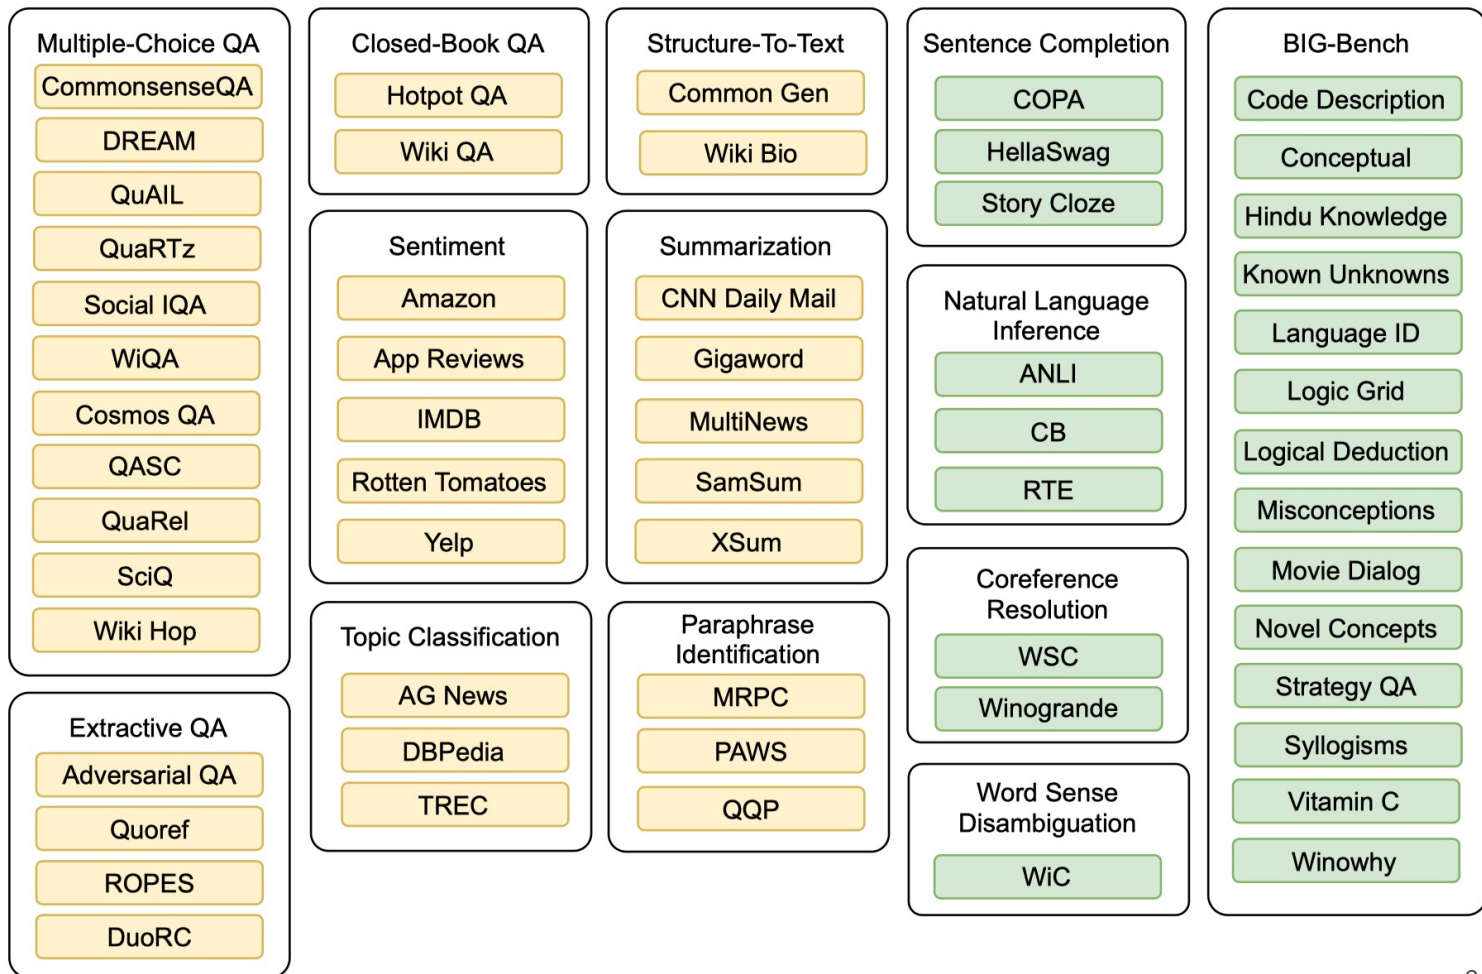 Multiple-Choice QA
CommonsenseQA
DREAM
QuAIL
QuaRTz
Social IQA
WiQA
Cosmos QA
QASC
QuaRel
SciQ
Wiki Hop
Extractive QA
Adversarial QA
Quoref
ROPES
DuoRC
Closed-Book QA
Hotpot QA
Wiki QA
Sentiment
Amazon
App Reviews
IMDB
Rotten Tomatoes
Yelp
Topic Classification
AG News
DBPedia
TREC
Structure-To-Text
Common Gen
Wiki Bio
Summarization
CNN Daily Mail
Gigaword
MultiNews
SamSum
XSum
Paraphrase
Identification
MRPC
PAWS
QQP
Sentence Completion
COPA
HellaSwag
Story Cloze
Natural Language
Inference
ANLI
CB
RTE
Coreference
Resolution
WSC
Winogrande
Word Sense
Disambiguation
WiC
BIG-Bench
Code Description
Conceptual
Hindu Knowledge
Known Unknowns
Language ID
Logic Grid
Logical Deduction
Misconceptions
Movie Dialog
Novel Concepts
Strategy QA
Syllogisms
Vitamin C
Winowhy